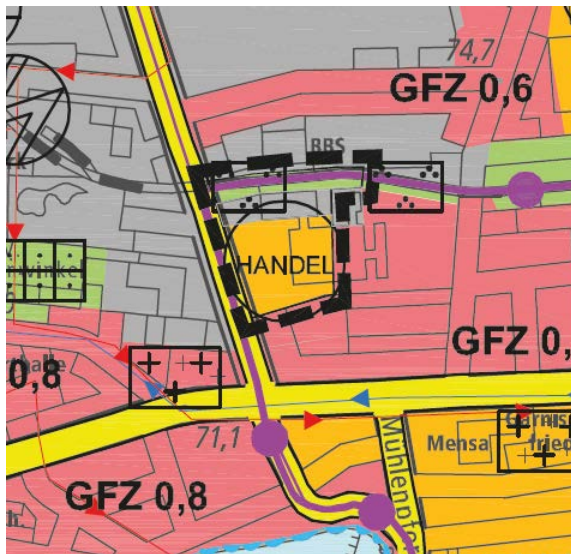 74,7
GFZ 0,6
BBS
HANDEL
GFZ 0,
0,8
71,1
Mensa
GFZ 0,8